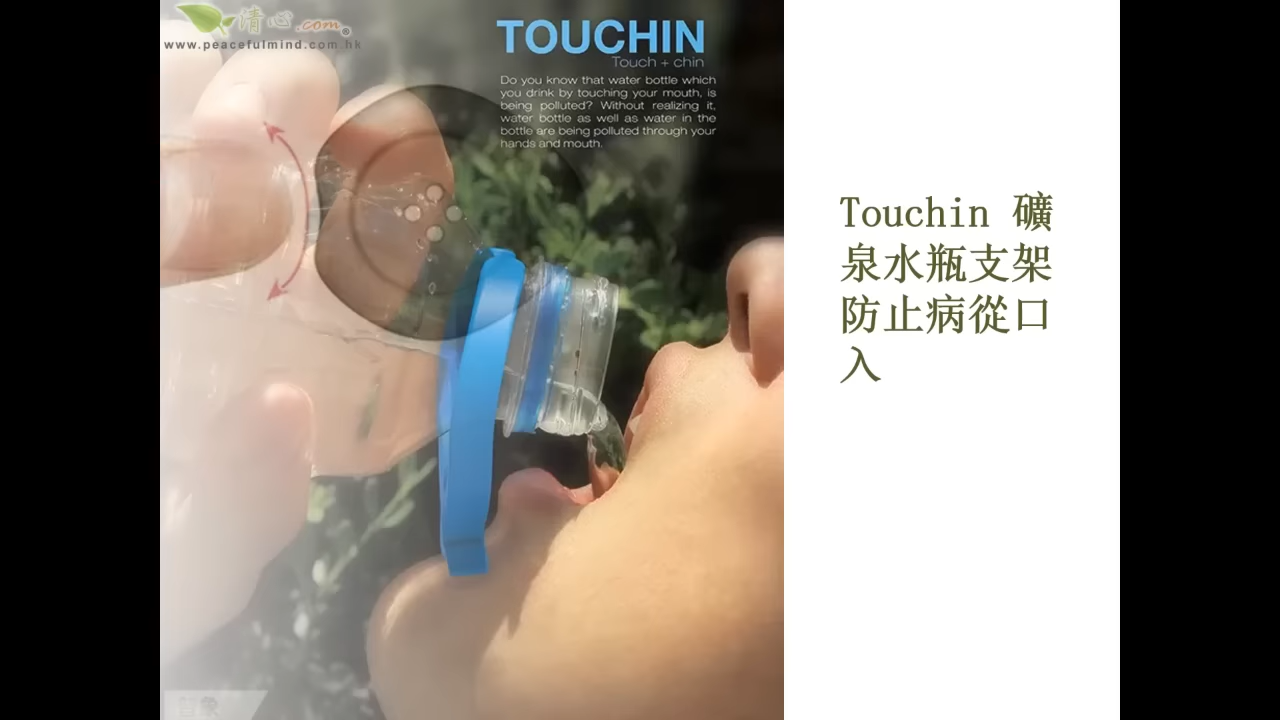 清心.com®
www.peacefulmind.com.hk
TOUCHIN
Touch + chin
Do you know that water bottle which
you drink by touching your mouth, is
being polluted? Without realizing it,
water bottle as well as water in the
bottle are being polluted through your
hands and mouth.
Touchin 礦
泉水瓶支架
防止病從口
入